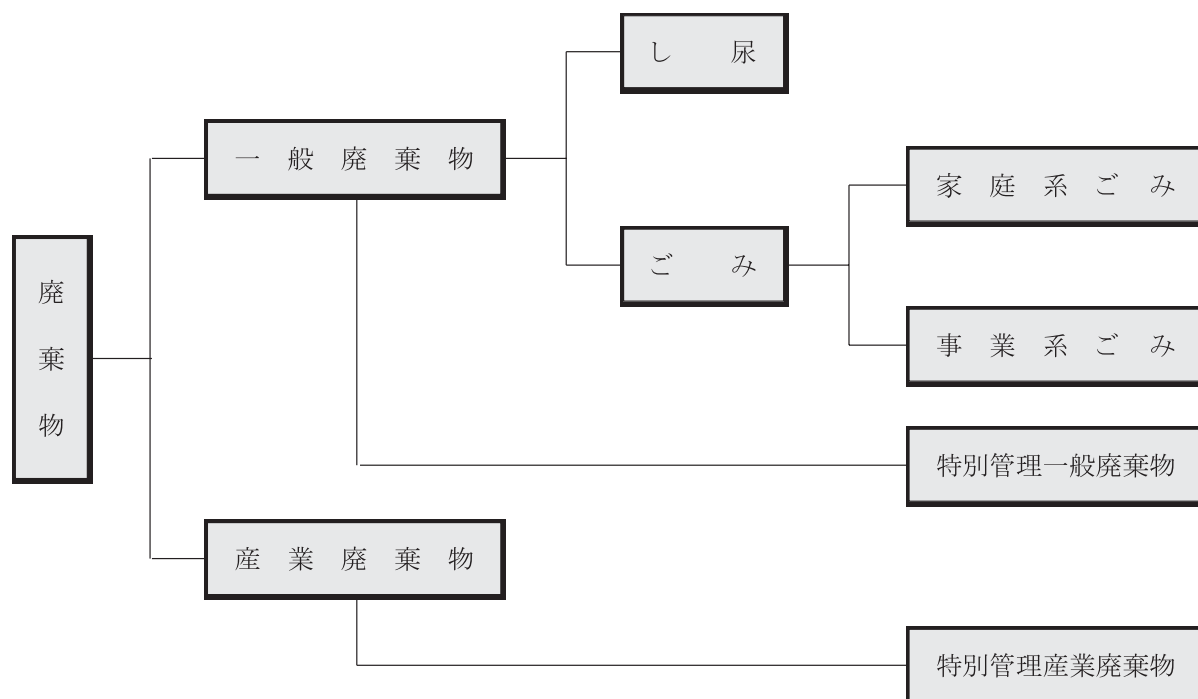 し尿
一般廃棄物
家庭系ごみ
ごみ
廃棄物
事業系ごみ
特別管理一般廃棄物
産業廃棄物
特別管理産業廃棄物